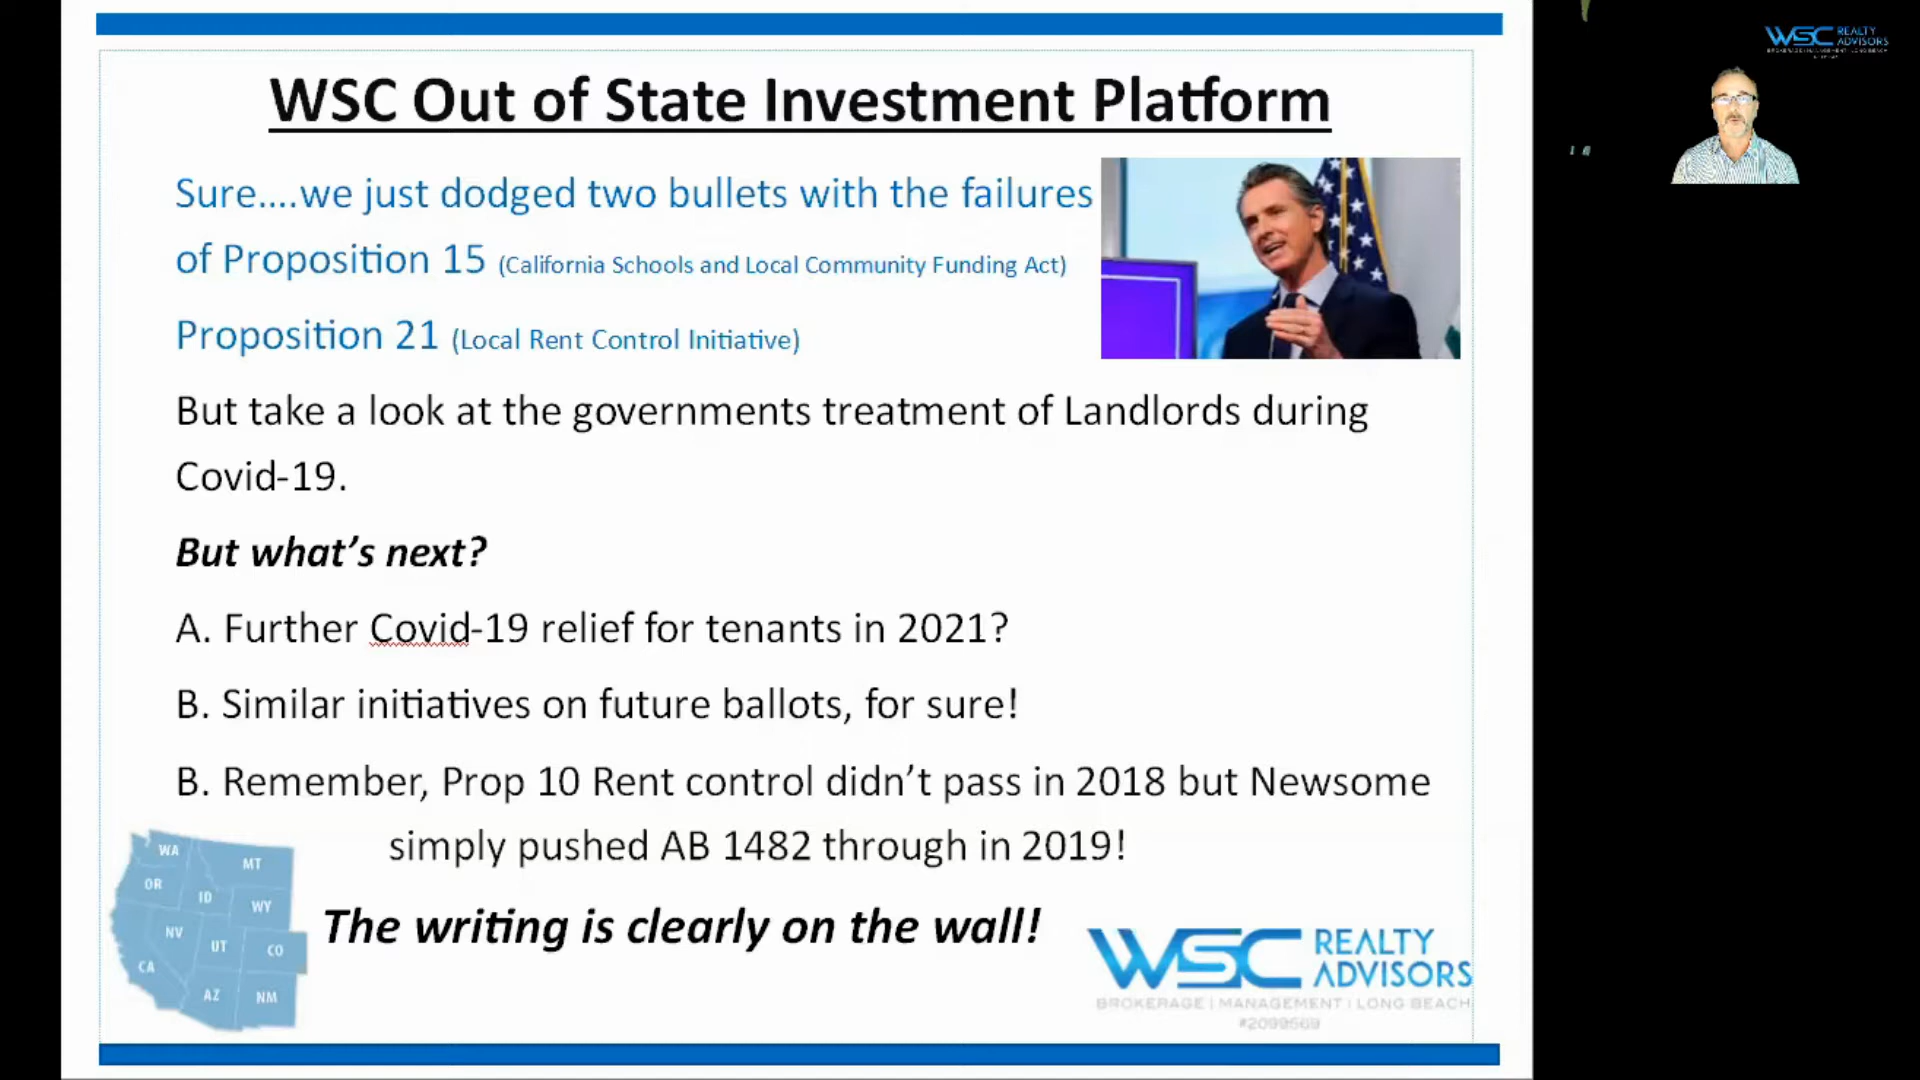 WSC Out of State Investment Platform
Sure....we just dodged two bullets with the failures
of Proposition 15 (California Schools and Local Community Funding Act)
Proposition 21 (Local Rent Control Initiative)
But take a look at the governments treatment of Landlords during
Covid-19.
But what’s next?
A. Further Covid-19 relief for tenants in 2021?
B. Similar initiatives on future ballots, for sure!
B. Remember, Prop 10 Rent control didn’t pass in 2018 but Newsome
simply pushed AB 1482 through in 2019!
The writing is clearly on the wall!
WA
MT
OR
ID
WY
NV
UT
CO
CA
AZ
NM
WSC REALTY
ADVISORS
BROKERAGE | MANAGEMENT | LONG BEACH
#2099569
WSC REALTY
ADVISORS
BROKERAGE | MANAGEMENT | LONG BEACH